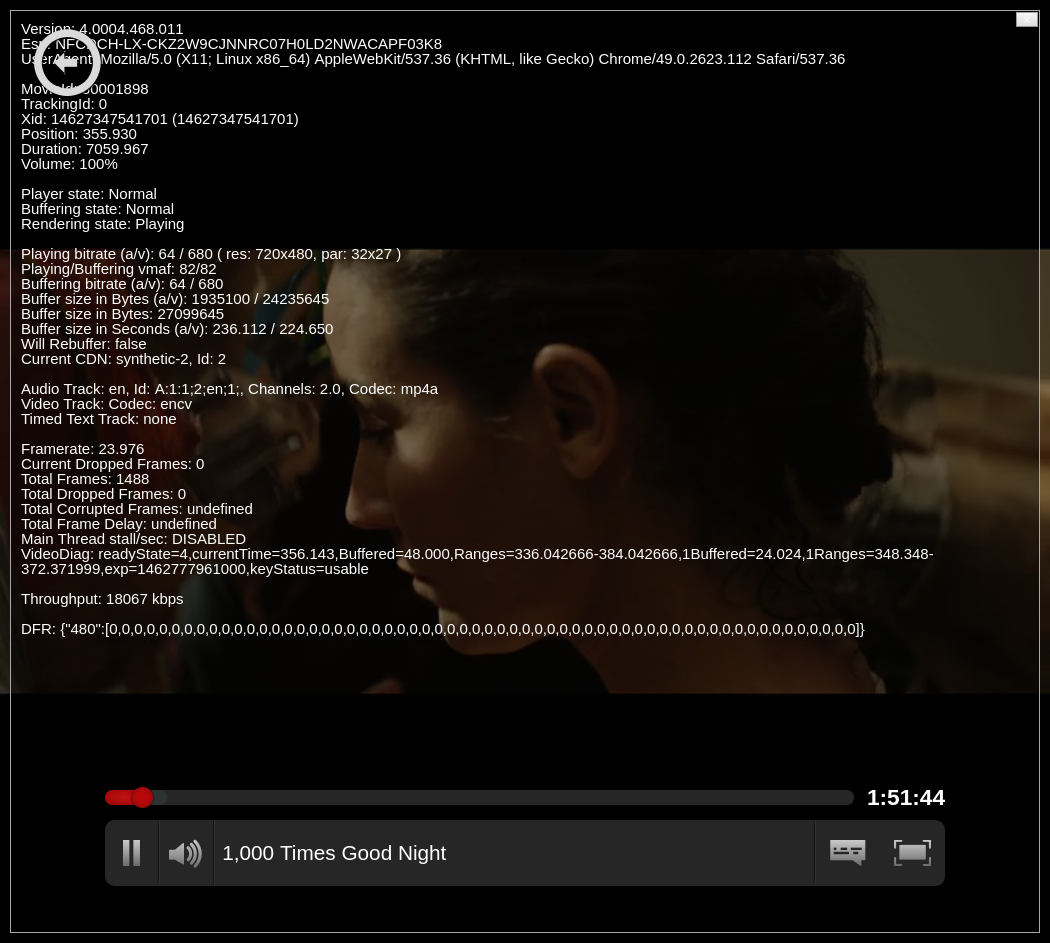 Version: 4.0004.468.011
Esn: NFCDCH-LX-CKZ2W9CJNNRC07H0LD2NWACAPF03K8
UserAgent: Mozilla/5.0 (X11; Linux x86_64) AppleWebKit/537.36 (KHTML, like Gecko) Chrome/49.0.2623.112 Safari/537.36
MovieId: 80001898
TrackingId: 0
Xid: 14627347541701 (14627347541701)
Position: 355.930
Duration: 7059.967
Volume: 100%
Player state: Normal
Buffering state: Normal
Rendering state: Playing
Playing bitrate (a/v): 64 / 680 ( res: 720x480, par: 32x27 )
Playing/Buffering vmaf: 82/82
Buffering bitrate (a/v): 64 / 680
Buffer size in Bytes (a/v): 1935100 / 24235645
Buffer size in Bytes: 27099645
Buffer size in Seconds (a/v): 236.112 / 224.650
Will Rebuffer: false
Current CDN: synthetic-2, Id: 2
Audio Track: en, Id: A:1:1;2;en;1;, Channels: 2.0, Codec: mp4a
Video Track: Codec: encv
Timed Text Track: none
Framerate: 23.976
Current Dropped Frames: 0
Total Frames: 1488
Total Dropped Frames: 0
Total Corrupted Frames: undefined
Total Frame Delay: undefined
Main Thread stall/sec: DISABLED
VideoDiag: readyState=4,currentTime=356.143,Buffered=48.000,Ranges=336.042666-384.042666,1Buffered=24.024,1Ranges=348.348-
372.371999,exp=1462777961000,keyStatus=usable
Throughput: 18067 kbps
DFR: {"480":[0,0,0,0,0,0,0,0,0,0,0,0,0,0,0,0,0,0,0,0,0,0,0,0,0,0,0,0,0,0,0,0,0,0,0,0,0,0,0,0,0,0,0,0,0,0,0,0,0,0,0,0,0,0,0,0,0,0,0,0]}
1:51:44
1,000 Times Good Night